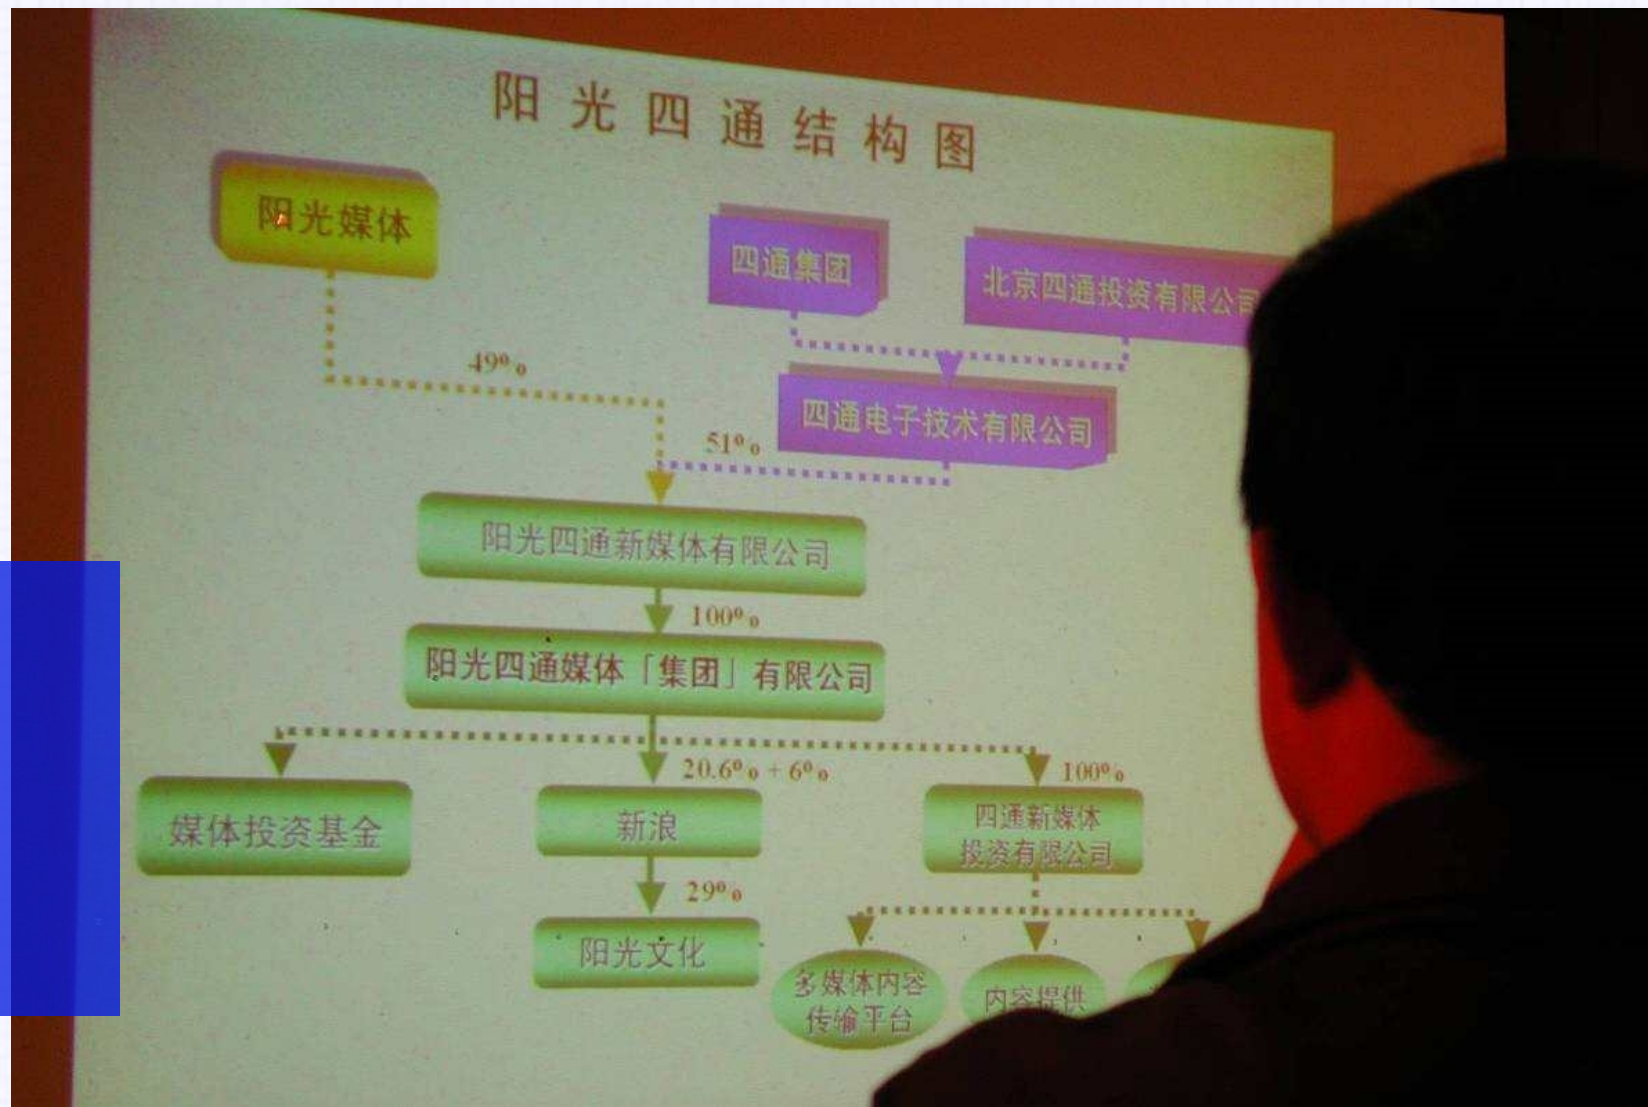 阳光四通结构图
阳光媒体
四通集团
北京四通投资有限公司
49%
四通电子技术有限公司
51%
阳光四通新媒体有限公司
100%
阳光四通媒体「集团」有限公司
20.6% + 6%
100%
媒体投资基金
新浪
四通新媒体
投资有限公司
29%
阳光文化
多媒体内容
传输平台
内容提供